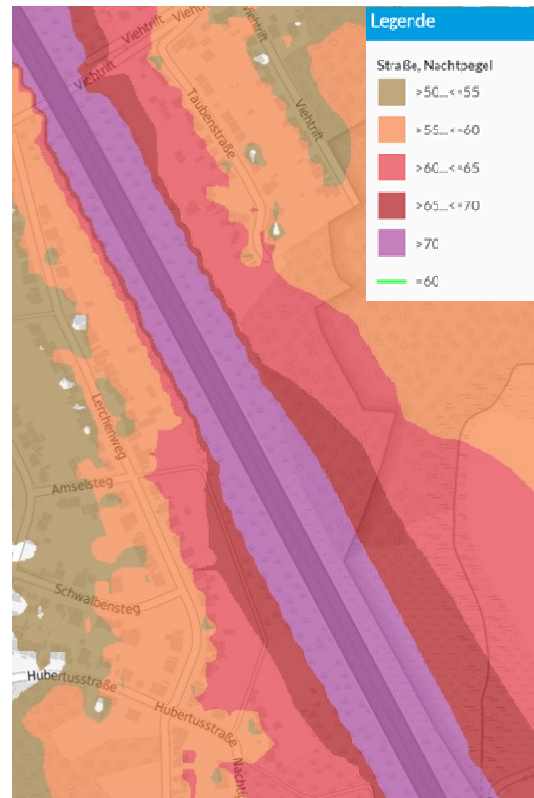 Legende
Straße, Nachtpegel
>50...<=55
>55...<=60
>60...<=65
>65...<=70
>70
=60
Viehtrift
Viehtrift
Viehtrift
Viehtrift
Viehtrift
Taubenstraße
Lerchenweg
Amselsteg
Schwalbensteg
Hubertusstraße
Hubertusstraße